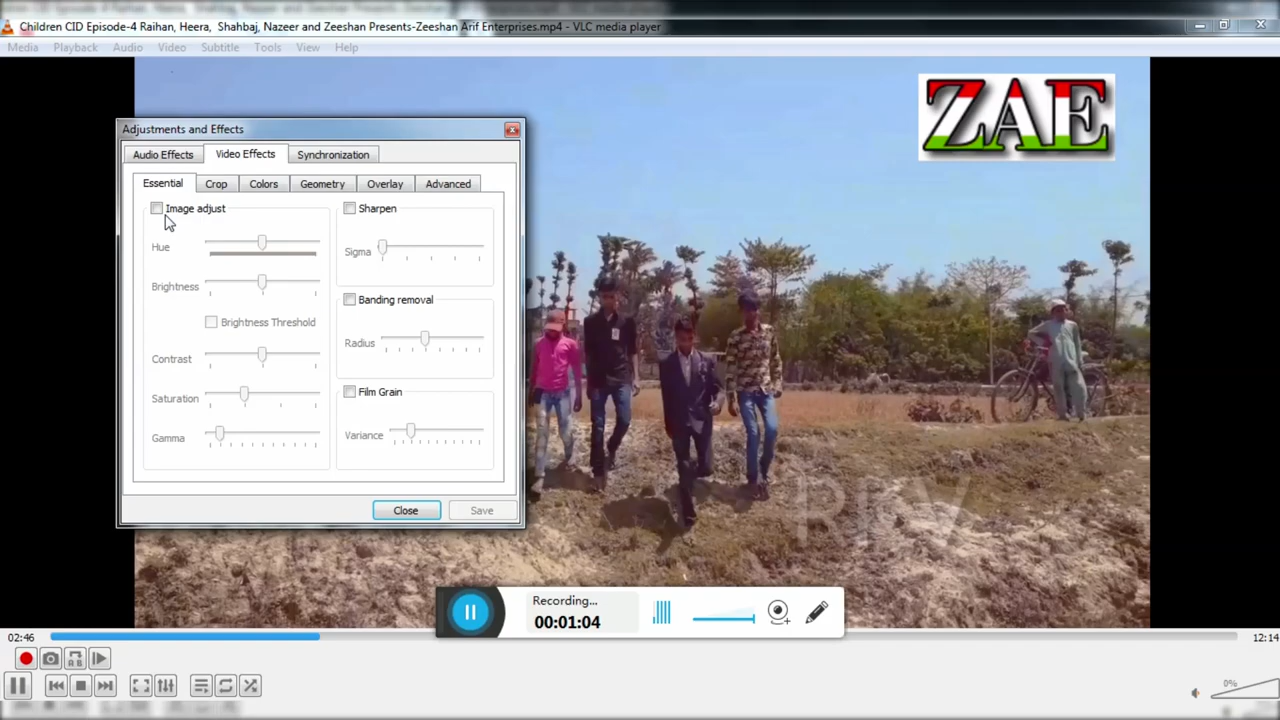 Children CID Episode-4 Raihan, Heera, Shahbaj, Nazeer and Zeeshan Presents-Zeeshan Arif Enterprises.mp4 - VLC media player
Media Playback Audio Video Subtitle Tools View Help
ZAE
Adjustments and Effects
Audio Effects Video Effects Synchronization
Essential Crop Colors Geometry Overlay Advanced
Image adjust
Hue
Brightness
Brightness Threshold
Contrast
Saturation
Gamma
Sharpen
Sigma
Banding removal
Radius
Film Grain
Variance
Close Save
Recording...
00:01:04
02:46 12:14
0%